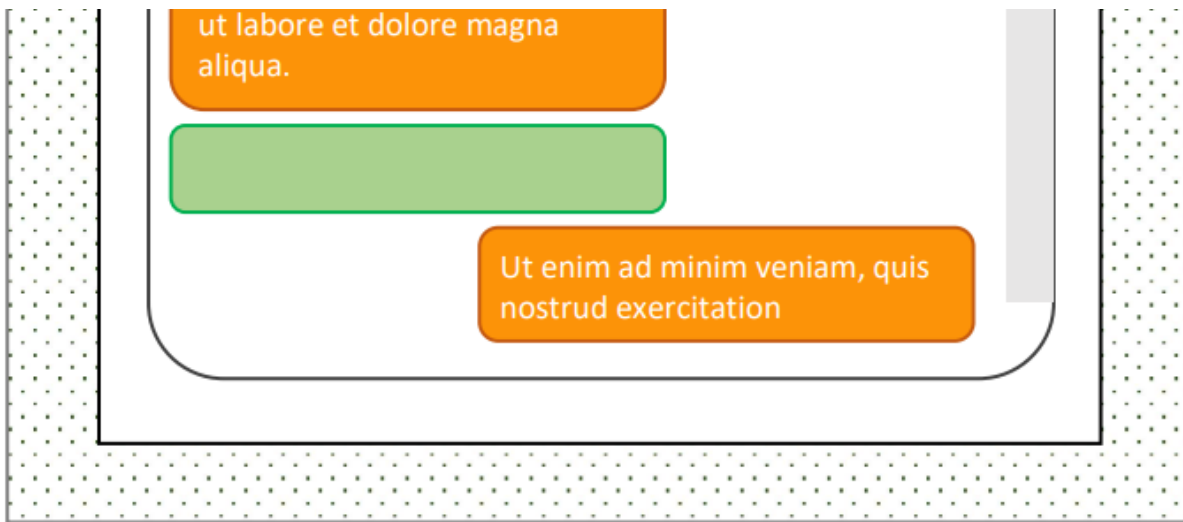 ut labore et dolore magna
aliqua.
Ut enim ad minim veniam, quis
nostrud exercitation